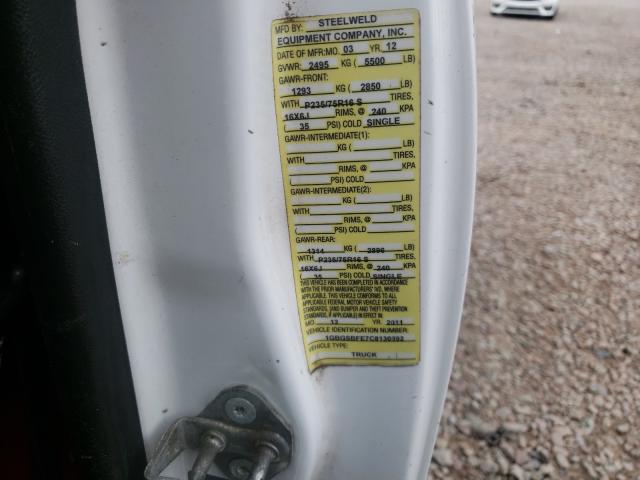 MFD BY: STEELWELD
EQUIPMENT COMPANY, INC.
DATE OF MFR: MO. 03 YR. 12
GVWR: 2495 KG ( 5500 LB)
GAWR-FRONT:
1293 KG ( 2850 LB)
WITH P235/75R16 S TIRES,
16X6J RIMS, @ 240 KPA
( 35 PSI) COLD SINGLE
GAWR-INTERMEDIATE(1):
KG ( LB)
WITH TIRES,
RIMS, @ KPA
( PSI) COLD
GAWR-INTERMEDIATE(2):
KG ( LB)
WITH TIRES,
RIMS, @ KPA
( PSI) COLD
GAWR-REAR:
1314 KG ( 2896 LB)
WITH P235/75R16 S TIRES,
16X6J RIMS, @ 240 KPA
( 35 PSI) COLD SINGLE
THIS VEHICLE HAS BEEN COMPLETED IN ACCORDANCE
WITH THE PRIOR MANUFACTURERS' IVD, WHERE APPLICABLE.
THIS VEHICLE CONFORMS TO ALL APPLICABLE
FEDERAL MOTOR VEHICLE SAFETY
STANDARDS, [AND BUMPER AND THEFT
PREVENTION STANDARDS, IF APPLICABLE] IN EFFECT IN
MO. 12 YR. 2011
VEHICLE IDENTIFICATION NUMBER:
1GBGSBFE7C8130392
VEHICLE TYPE:
TRUCK